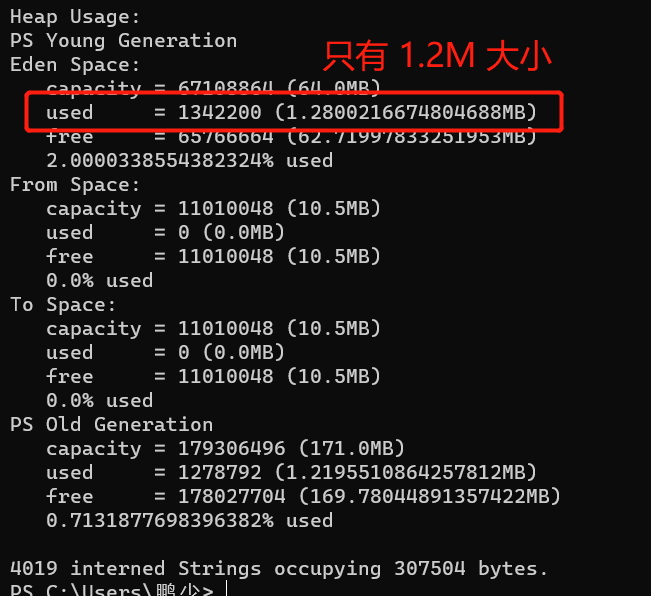 Heap Usage:
PS Young Generation
只有 1.2M 大小
Eden Space:
capacity = 67108864 (64.0MB)
used = 1342200 (1.2800216674804688MB)
free = 65766664 (62.71997833251953MB)
2.0000338554382324% used
From Space:
capacity = 11010048 (10.5MB)
used = 0 (0.0MB)
free = 11010048 (10.5MB)
0.0% used
To Space:
capacity = 11010048 (10.5MB)
used = 0 (0.0MB)
free = 11010048 (10.5MB)
0.0% used
PS Old Generation
capacity = 179306496 (171.0MB)
used = 1278792 (1.2195510864257812MB)
free = 178027704 (169.78044891357422MB)
0.7131877698396382% used
4019 interned Strings occupying 307504 bytes.
PS C:\Users\鹏少>